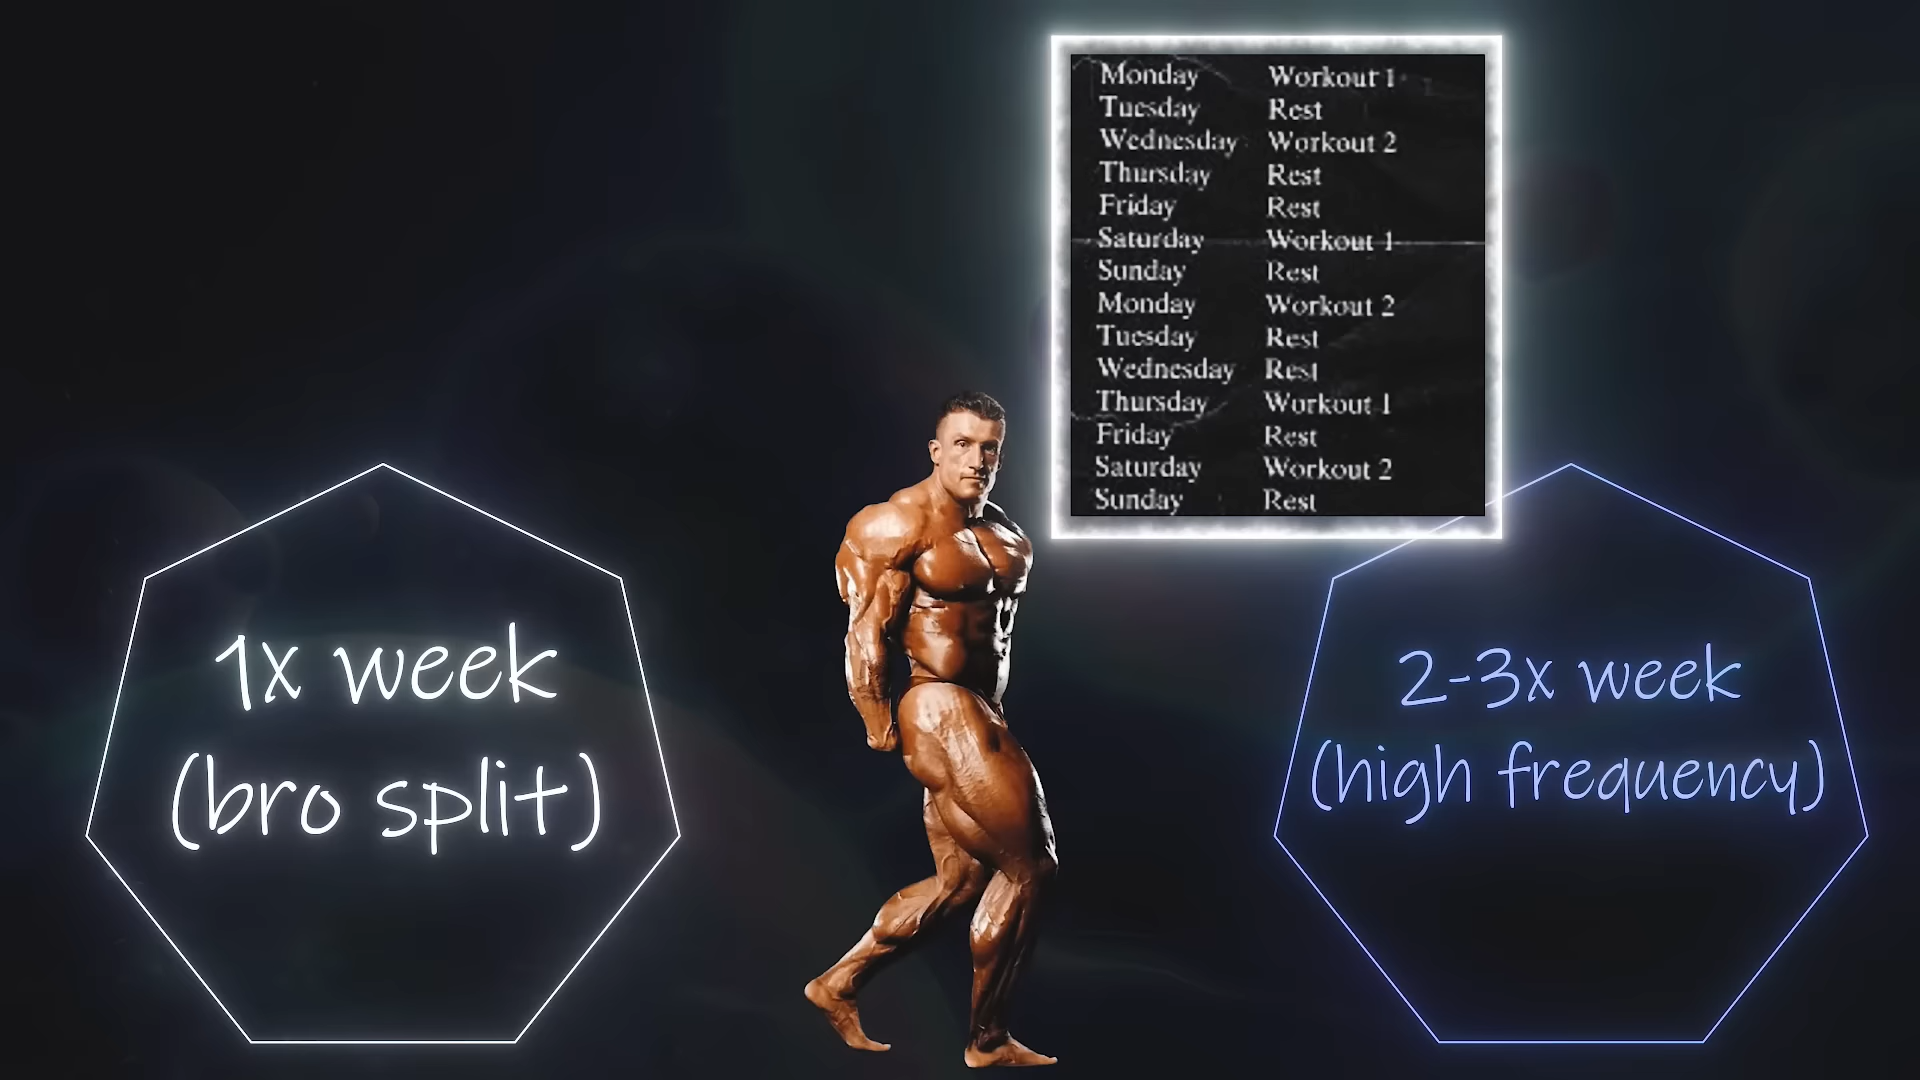 Monday Workout 1
Tuesday Rest
Wednesday Workout 2
Thursday Rest
Friday Rest
Saturday Workout 1
Sunday Rest
Monday Workout 2
Tuesday Rest
Wednesday Rest
Thursday Workout 1
Friday Rest
Saturday Workout 2
Sunday Rest
1x week
(bro split)
2-3x week
(high frequency)